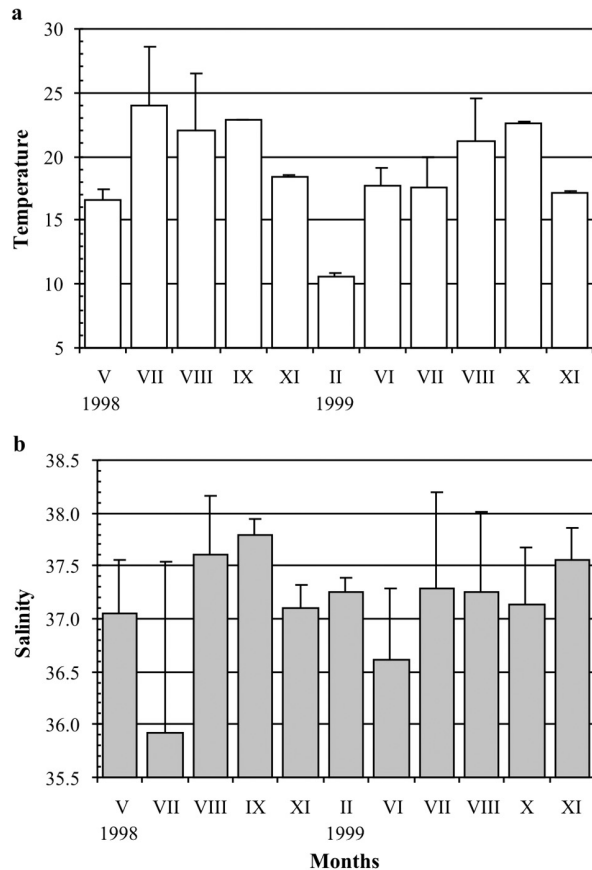 a
30
25
20
15
10
5
Temperature
V VII VIII IX XI II VI VII VIII X XI
1998 1999
b
38.5
38.0
37.5
37.0
36.5
36.0
35.5
Salinity
V VII VIII IX XI II VI VII VIII X XI
1998 1999
Months